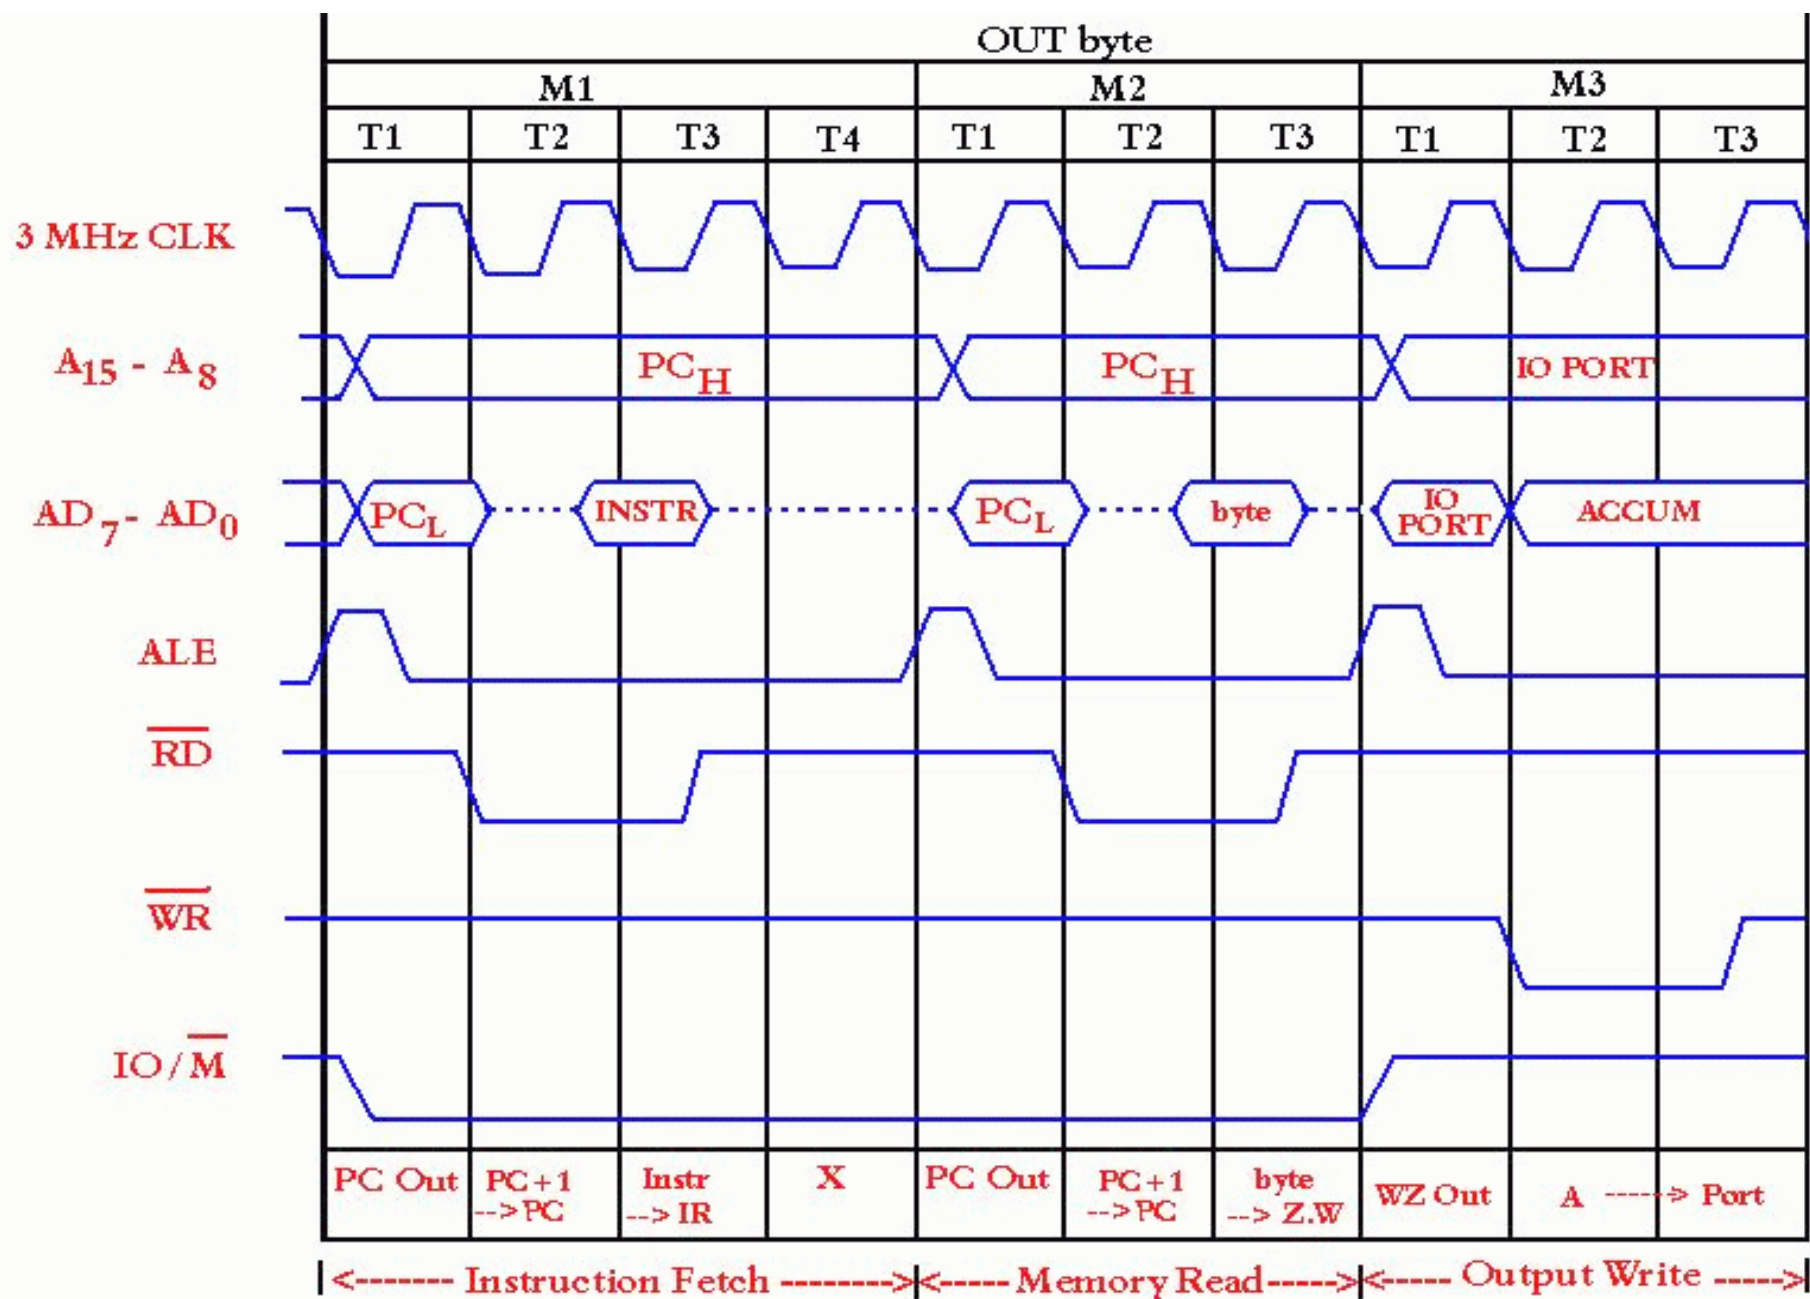 OUT byte
M1 M2 M3
T1 T2 T3 T4 T1 T2 T3 T1 T2 T3
3 MHz CLK
A15 - A8 PCH PCH IO PORT
AD7 - AD0 PCL INSTR PCL byte IO PORT ACCUM
ALE
RD
WR
IO/M
PC Out PC+1 Instr X PC Out PC+1 byte WZ Out A -----> Port
-->PC --> IR -->PC --> Z.W
|<------- Instruction Fetch -------->|<-----Memory Read----->|<----- Output Write ----->|